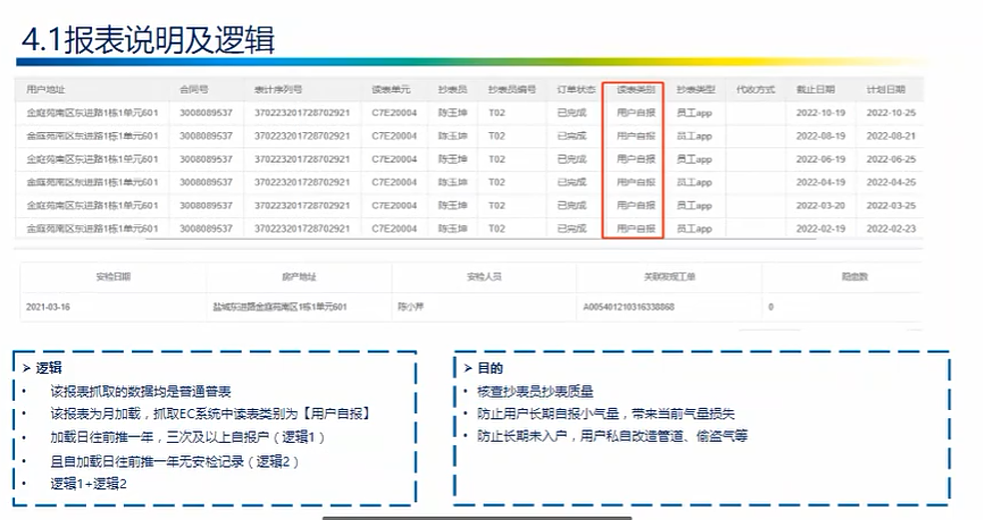 4.1报表说明及逻辑
用户地址 合同号 表计序列号 读表单元 抄表员 抄表员编号 订单状态 读表类别 抄表类型 代收方式 截止日期 计划日期
金庭苑南区东进路1栋1单元601 3008089537 370223201728702921 C7E20004 陈玉坤 T02 已完成 用户自报 员工app 2022-10-19 2022-10-25
金庭苑南区东进路1栋1单元601 3008089537 370223201728702921 C7E20004 陈玉坤 T02 已完成 用户自报 员工app 2022-08-19 2022-08-21
金庭苑南区东进路1栋1单元601 3008089537 370223201728702921 C7E20004 陈玉坤 T02 已完成 用户自报 员工app 2022-06-19 2022-06-25
金庭苑南区东进路1栋1单元601 3008089537 370223201728702921 C7E20004 陈玉坤 T02 已完成 用户自报 员工app 2022-04-19 2022-04-25
金庭苑南区东进路1栋1单元601 3008089537 370223201728702921 C7E20004 陈玉坤 T02 已完成 用户自报 员工app 2022-03-20 2022-03-25
金庭苑南区东进路1栋1单元601 3008089537 370223201728702921 C7E20004 陈玉坤 T02 已完成 用户自报 员工app 2022-02-19 2022-02-23
安检日期 房产地址 安检人员 关联发现工单 隐患数
2021-03-16 盐城东进路金庭苑南区1栋1单元601 陈小芹 A005401210316338868 0
➢ 逻辑
• 该报表抓取的数据均是普通普表
• 该报表为月加载，抓取EC系统中读表类别为【用户自报】
• 加载日往前推一年，三次及以上自报户（逻辑1）
• 且自加载日往前推一年无安检记录（逻辑2）
• 逻辑1+逻辑2
➢ 目的
• 核查抄表员抄表质量
• 防止用户长期自报小气量，带来当前气量损失
• 防止长期未入户，用户私自改造管道、偷盗气等